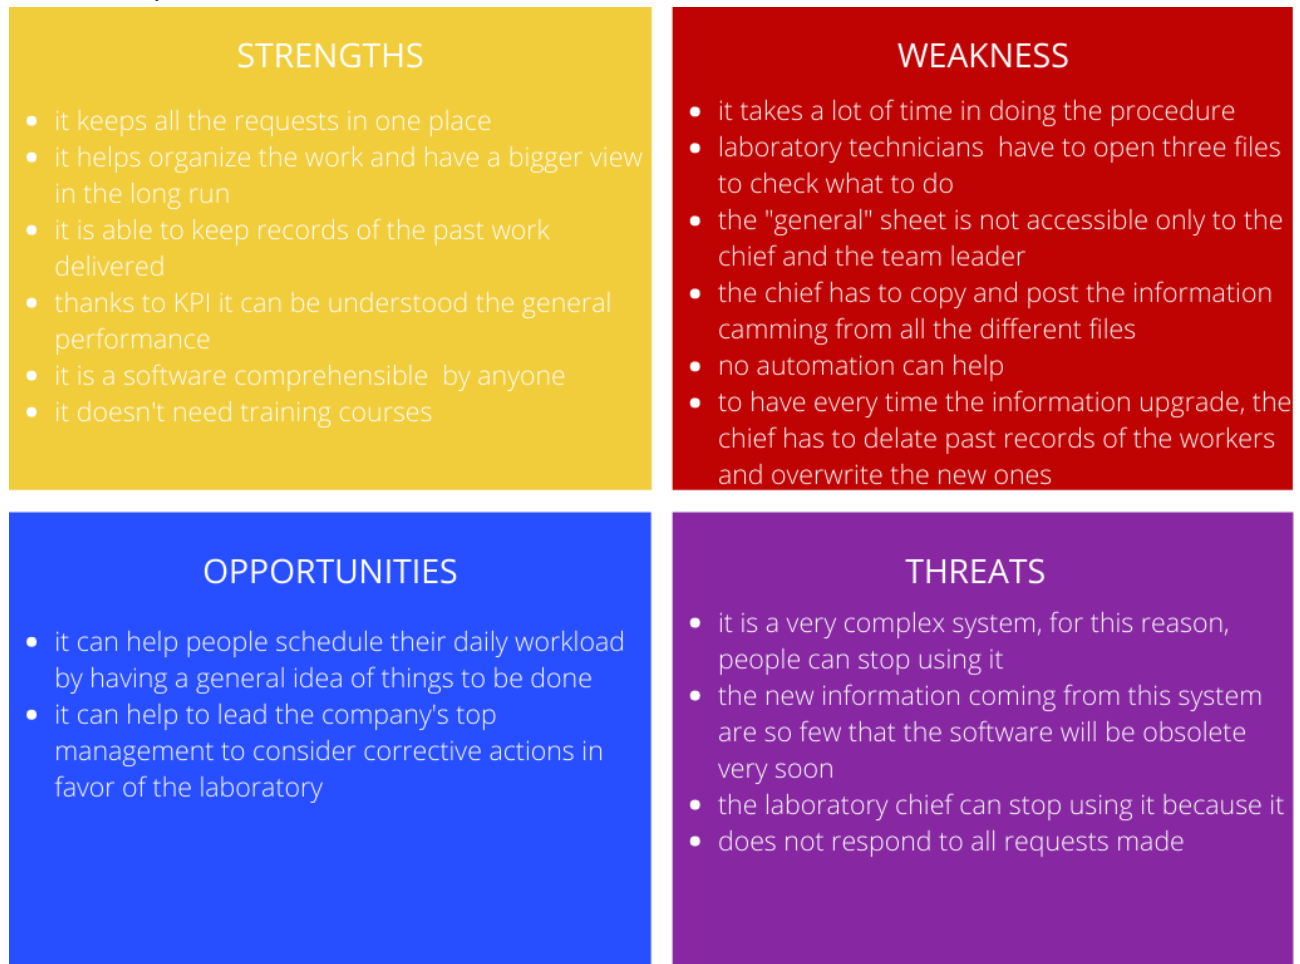 STRENGTHS
• it keeps all the requests in one place
• it helps organize the work and have a bigger view
in the long run
• it is able to keep records of the past work
delivered
• thanks to KPI it can be understood the general
performance
• it is a software comprehensible  by anyone
• it doesn't need training courses
WEAKNESS
• it takes a lot of time in doing the procedure
• laboratory technicians  have to open three files
to check what to do
• the "general" sheet is not accessible only to the
chief and the team leader
• the chief has to copy and post the information
camming from all the different files
• no automation can help
• to have every time the information upgrade, the
chief has to delate past records of the workers
and overwrite the new ones
OPPORTUNITIES
• it can help people schedule their daily workload
by having a general idea of things to be done
• it can help to lead the company's top
management to consider corrective actions in
favor of the laboratory
THREATS
• it is a very complex system, for this reason,
people can stop using it
• the new information coming from this system
are so few that the software will be obsolete
very soon
• the laboratory chief can stop using it because it
• does not respond to all requests made